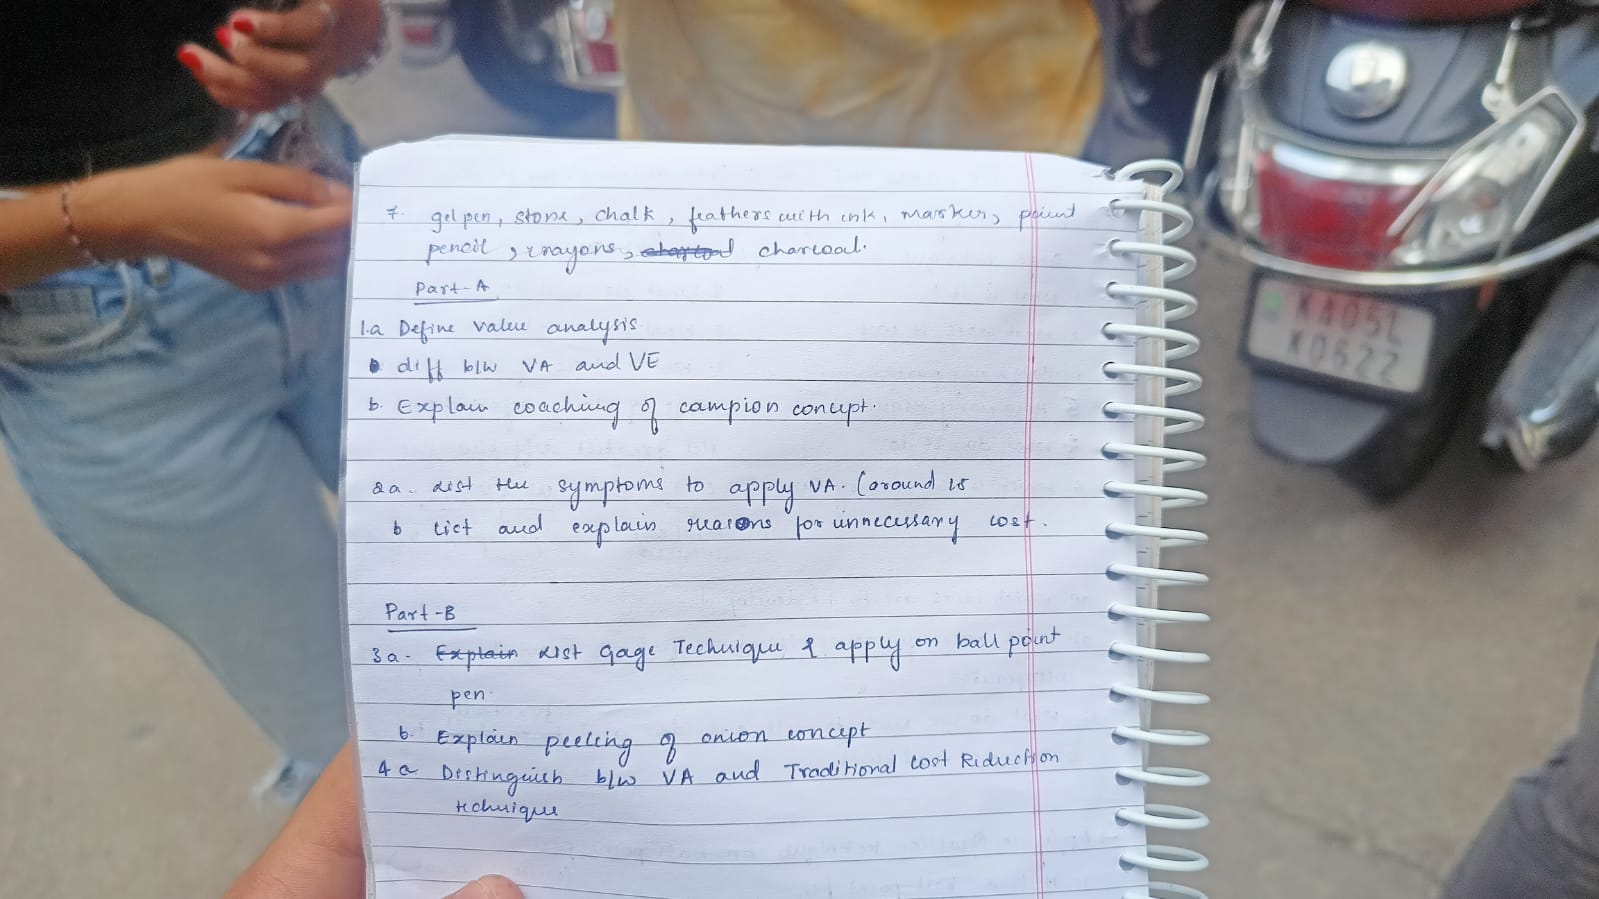 7. gel pen, stone, chalk, feathers with ink, marker, paint
pencil, crayons, charcoal charcoal.
Part-A
1.a Define value analysis
diff b/w VA and VE
b. Explain coaching of campion concept.
2a. List the symptoms to apply VA. (around 15
b List and explain reasons for unnecessary cost.
Part-B
3a. Explain List Gage Technique & apply on ball point
pen.
b. Explain peeling of onion concept
4a Distinguish b/w VA and Traditional Cost Reduction
technique
KA05L
K0622